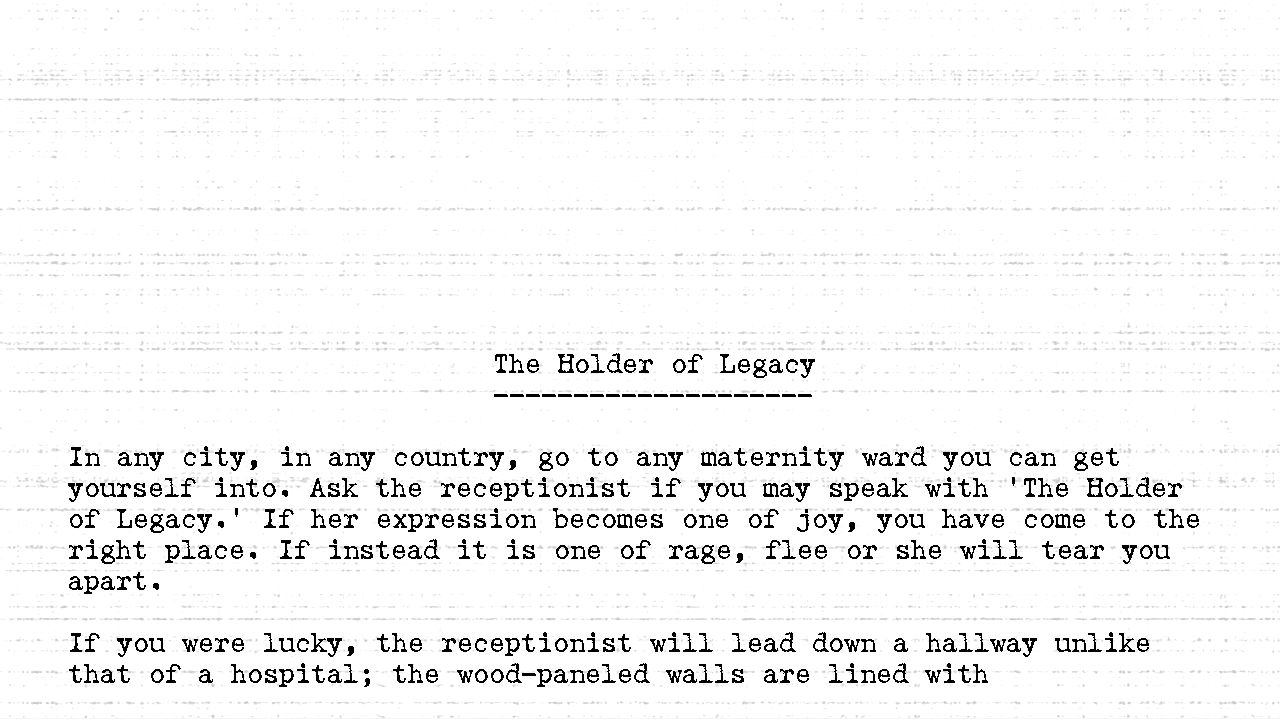 The Holder of Legacy
--------------------
In any city, in any country, go to any maternity ward you can get
yourself into. Ask the receptionist if you may speak with 'The Holder
of Legacy.' If her expression becomes one of joy, you have come to the
right place. If instead it is one of rage, flee or she will tear you
apart.
If you were lucky, the receptionist will lead down a hallway unlike
that of a hospital; the wood-paneled walls are lined with